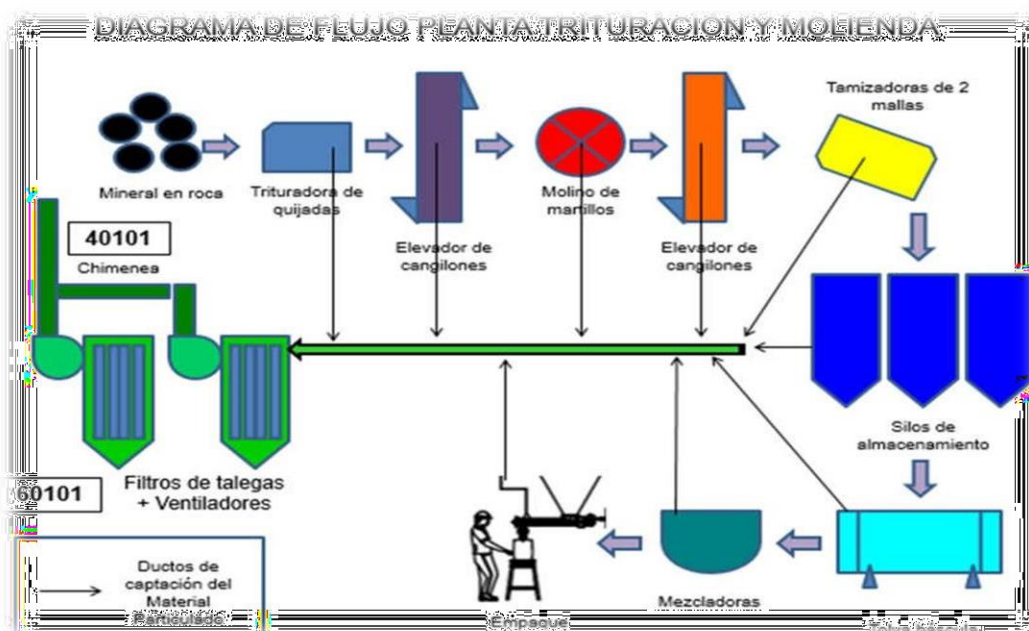 DIAGRAMA DE FLUJO PLANTA TRITURACION Y MOLIENDA
Tamizadoras de 2
mallas
Mineral en roca
Trituradora de
quijadas
Molino de
martillos
Elevador de
cangilones
Elevador de
cangilones
40101
Chimenea
Silos de
almacenamiento
Filtros de talegas
+ Ventiladores
60101
Ductos de
captación del
Material
Particulado
Mezcladoras
Empaque